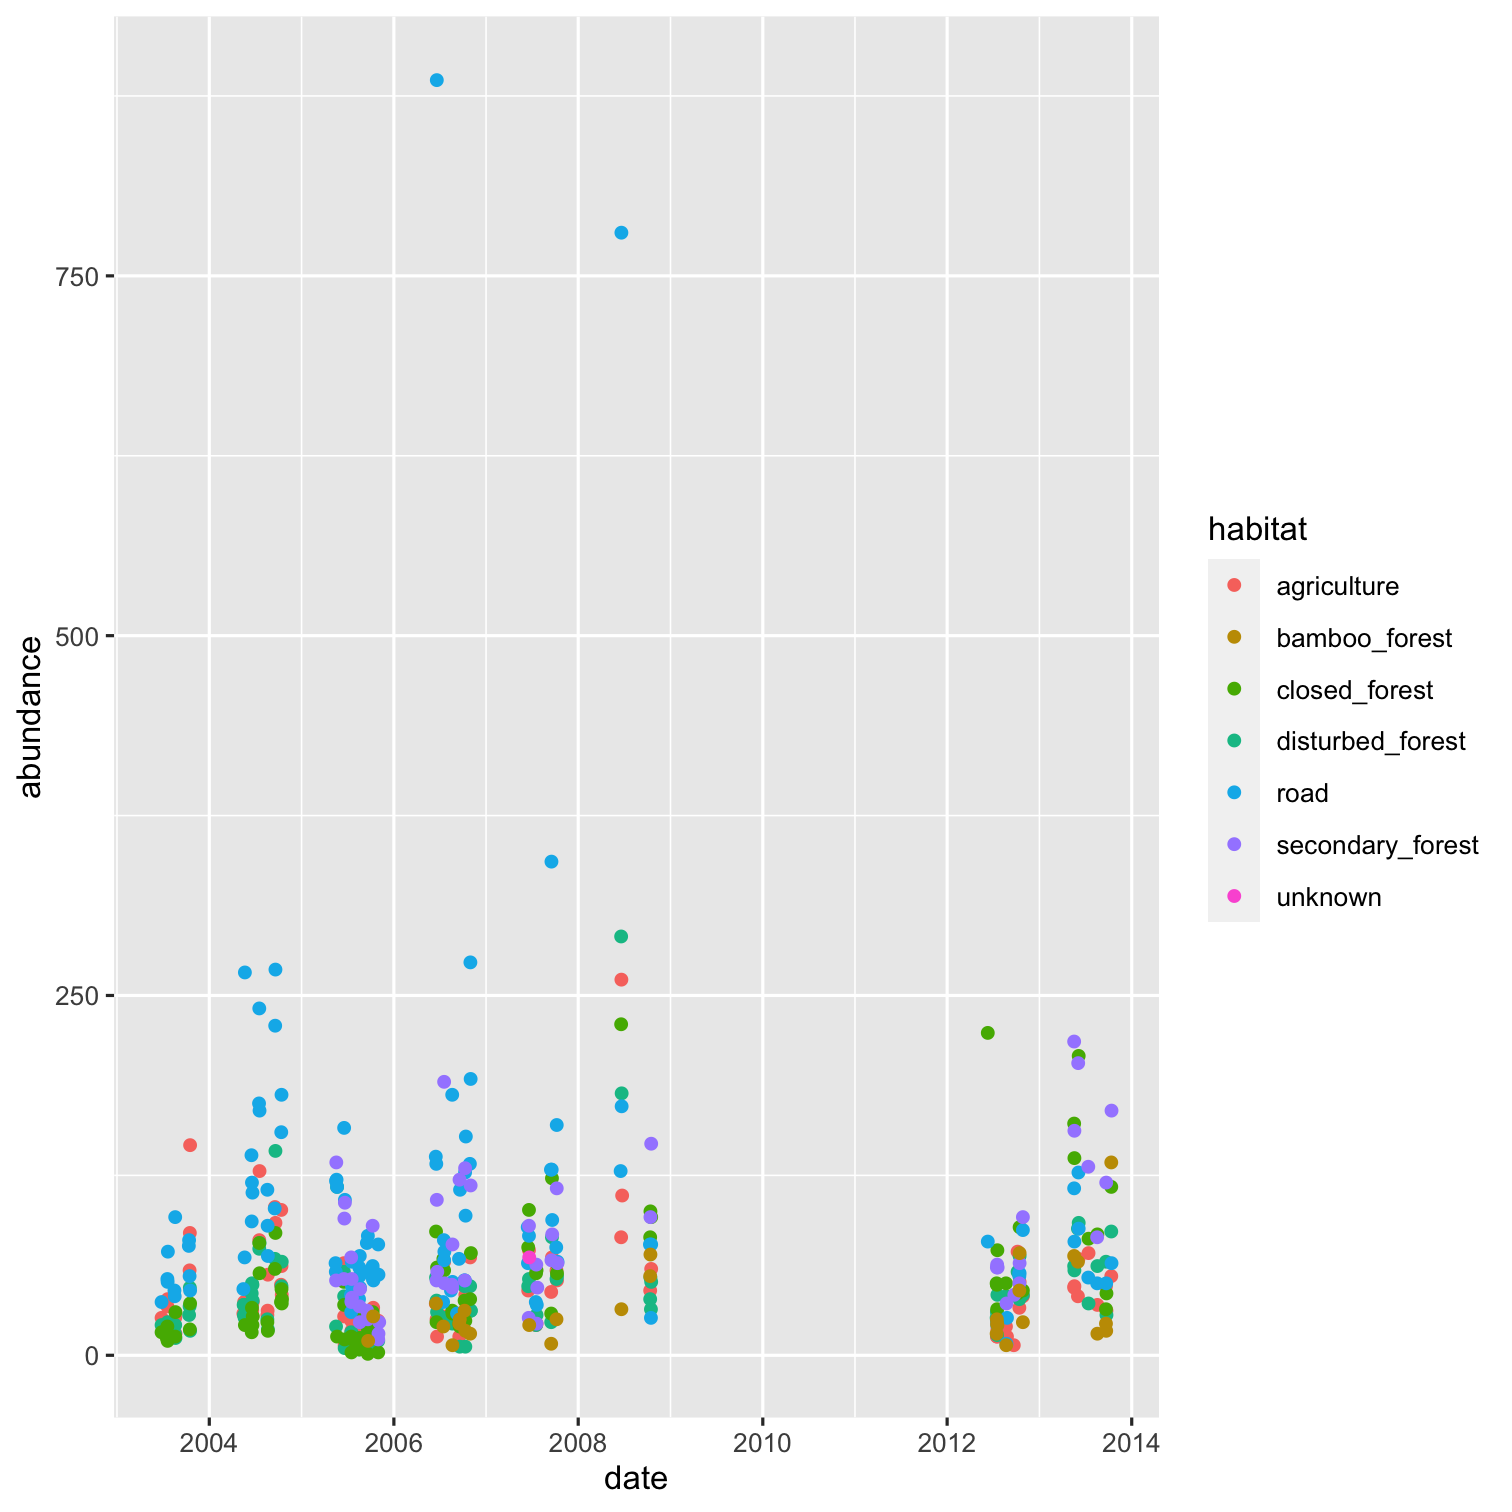 750
500
250
0
abundance
2004
2006
2008
2010
2012
2014
date
habitat
agriculture
bamboo_forest
closed_forest
disturbed_forest
road
secondary_forest
unknown